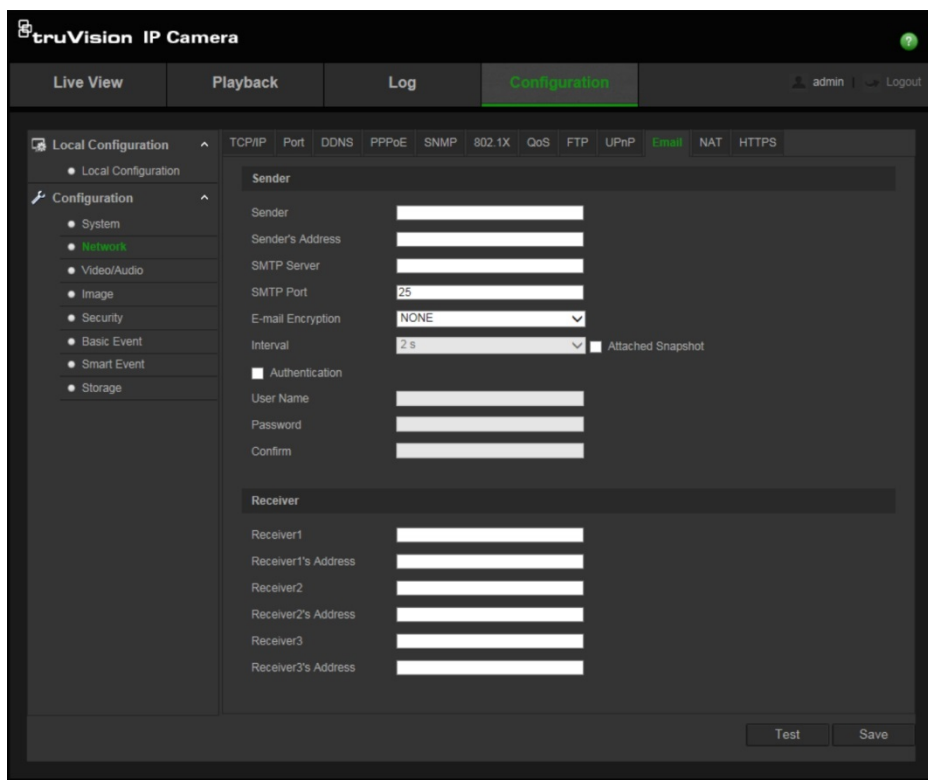 truVision IP Camera
?
Live View Playback Log Configuration admin | Logout
Local Configuration
Local Configuration
Configuration
System
Network
Video/Audio
Image
Security
Basic Event
Smart Event
Storage
TCP/IP Port DDNS PPPoE SNMP 802.1X QoS FTP UPnP Email NAT HTTPS
Sender
Sender
Sender's Address
SMTP Server
SMTP Port 25
E-mail Encryption NONE
Interval 2 s Attached Snapshot
Authentication
User Name
Password
Confirm
Receiver
Receiver1
Receiver1's Address
Receiver2
Receiver2's Address
Receiver3
Receiver3's Address
Test Save